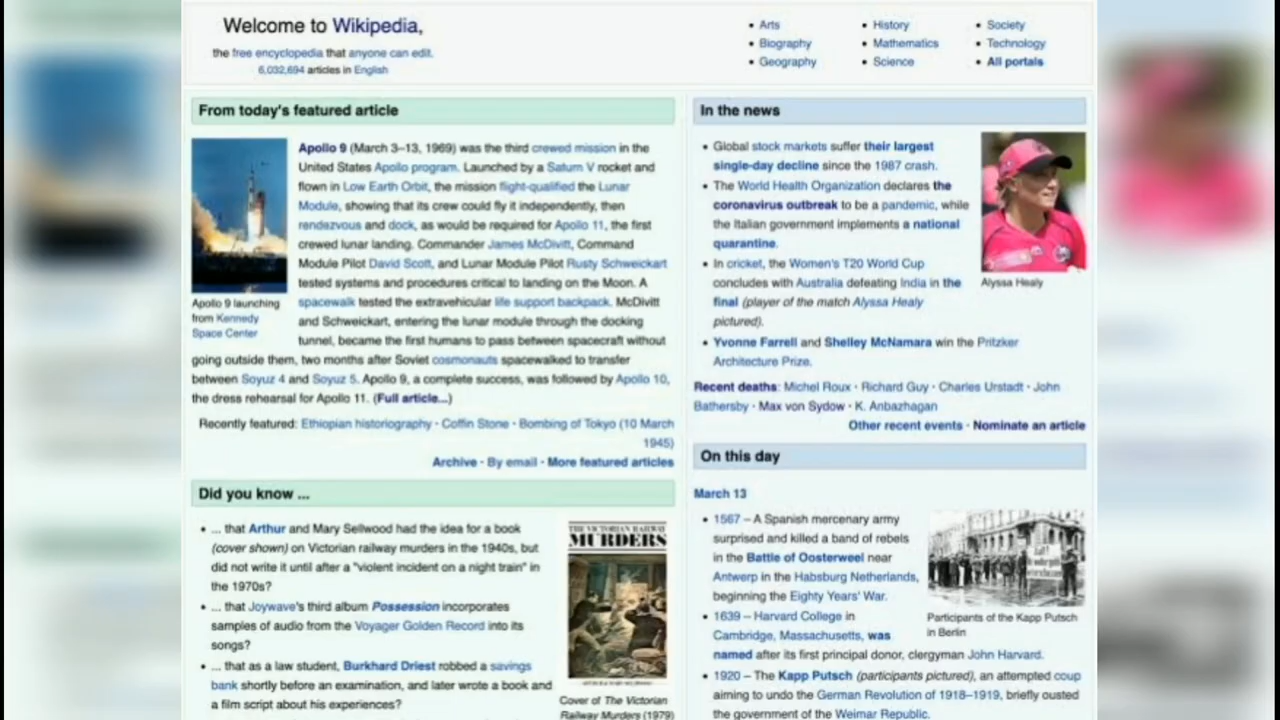 Welcome to Wikipedia,
the free encyclopedia that anyone can edit.
6,032,694 articles in English
• Arts
• Biography
• Geography
• History
• Mathematics
• Science
• Society
• Technology
• All portals
From today's featured article
Apollo 9 (March 3–13, 1969) was the third crewed mission in the
United States Apollo program. Launched by a Saturn V rocket and
flown in Low Earth Orbit, the mission flight-qualified the Lunar
Module, showing that its crew could fly it independently, then
rendezvous and dock, as would be required for Apollo 11, the first
crewed lunar landing. Commander James McDivitt, Command
Module Pilot David Scott, and Lunar Module Pilot Rusty Schweickart
tested systems and procedures critical to landing on the Moon. A
spacewalk tested the extravehicular life support backpack. McDivitt
and Schweickart, entering the lunar module through the docking
tunnel, became the first humans to pass between spacecraft without
going outside them, two months after Soviet cosmonauts spacewalked to transfer
between Soyuz 4 and Soyuz 5. Apollo 9, a complete success, was followed by Apollo 10,
the dress rehearsal for Apollo 11. (Full article...)
Apollo 9 launching
from Kennedy
Space Center
Recently featured: Ethiopian historiography · Coffin Stone · Bombing of Tokyo (10 March
1945)
Archive · By email · More featured articles
Did you know ...
• ... that Arthur and Mary Sellwood had the idea for a book
(cover shown) on Victorian railway murders in the 1940s, but
did not write it until after a "violent incident on a night train" in
the 1970s?
• ... that Joywave's third album Possession incorporates
samples of audio from the Voyager Golden Record into its
songs?
• ... that as a law student, Burkhard Driest robbed a savings
bank shortly before an examination, and later wrote a book and
a film script about his experiences?
THE VICTORIAN RAILWAY
MURDERS
Cover of The Victorian
Railway Murders (1979)
In the news
• Global stock markets suffer their largest
single-day decline since the 1987 crash.
• The World Health Organization declares the
coronavirus outbreak to be a pandemic, while
the Italian government implements a national
quarantine.
• In cricket, the Women's T20 World Cup
concludes with Australia defeating India in the
final (player of the match Alyssa Healy
pictured).
• Yvonne Farrell and Shelley McNamara win the Pritzker
Architecture Prize.
Alyssa Healy
Recent deaths: Michel Roux · Richard Guy · Charles Urstadt · John
Bathersby · Max von Sydow · K. Anbazhagan
Other recent events · Nominate an article
On this day
March 13
• 1567 – A Spanish mercenary army
surprised and killed a band of rebels
in the Battle of Oosterweel near
Antwerp in the Habsburg Netherlands,
beginning the Eighty Years' War.
• 1639 – Harvard College in
Cambridge, Massachusetts, was
named after its first principal donor, clergyman John Harvard.
• 1920 – The Kapp Putsch (participants pictured), an attempted coup
aiming to undo the German Revolution of 1918–1919, briefly ousted
the government of the Weimar Republic.
Participants of the Kapp Putsch
in Berlin